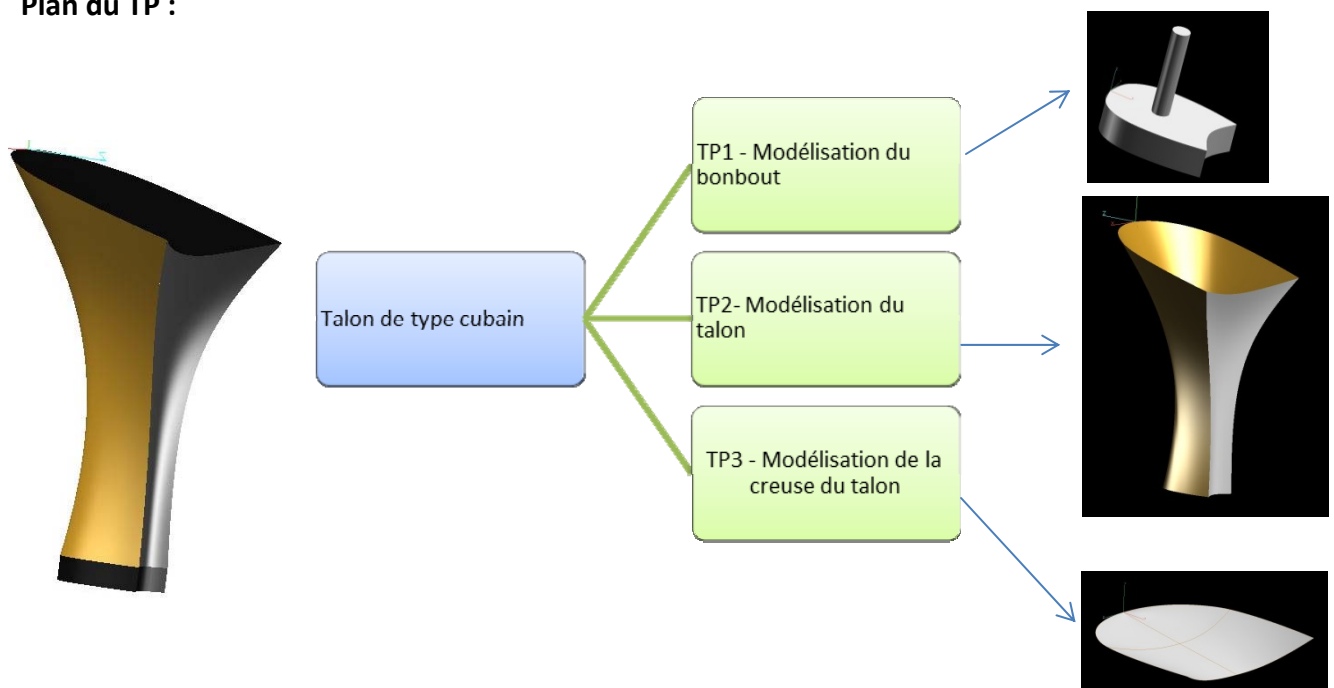 Plan du TP :
TP1 - Modélisation du
bonbout
Talon de type cubain
TP2- Modélisation du
talon
TP3 - Modélisation de la
creuse du talon